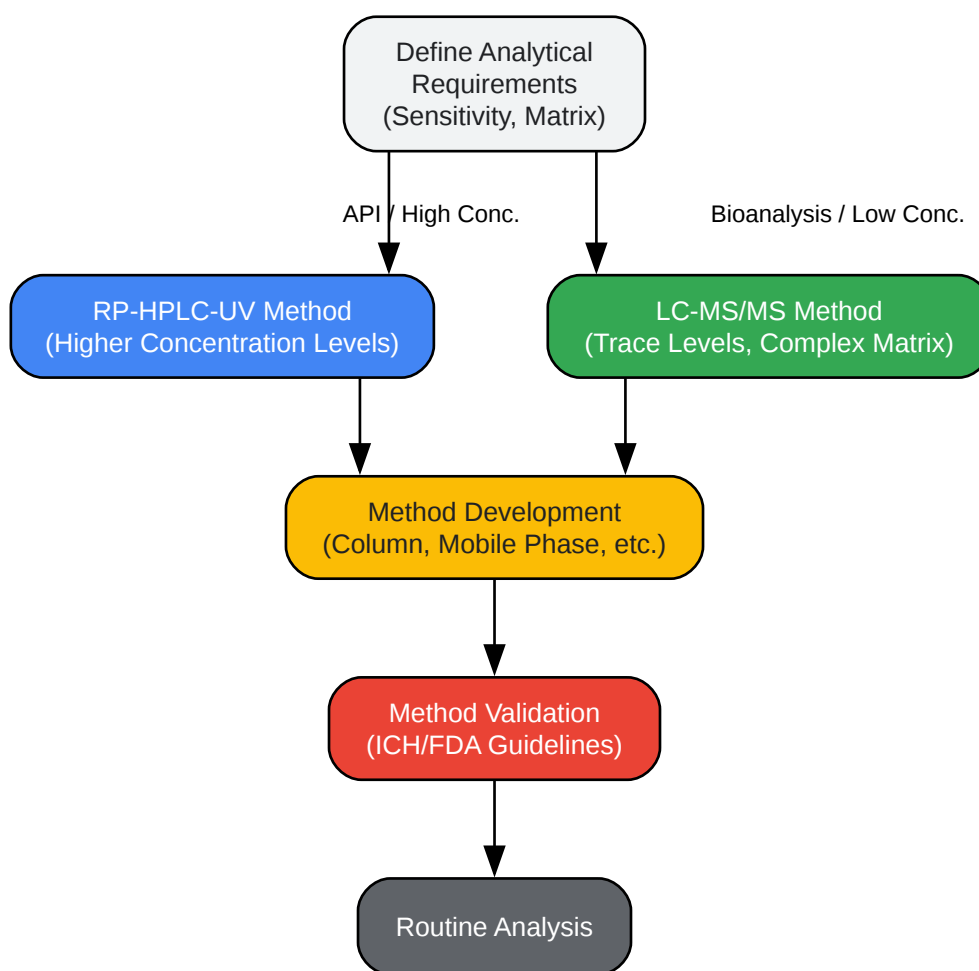 Define Analytical
Requirements
(Sensitivity, Matrix)
API / High Conc.
Bioanalysis / Low Conc.
RP-HPLC-UV Method
(Higher Concentration Levels)
LC-MS/MS Method
(Trace Levels, Complex Matrix)
Method Development
(Column, Mobile Phase, etc.)
Method Validation
(ICH/FDA Guidelines)
Routine Analysis